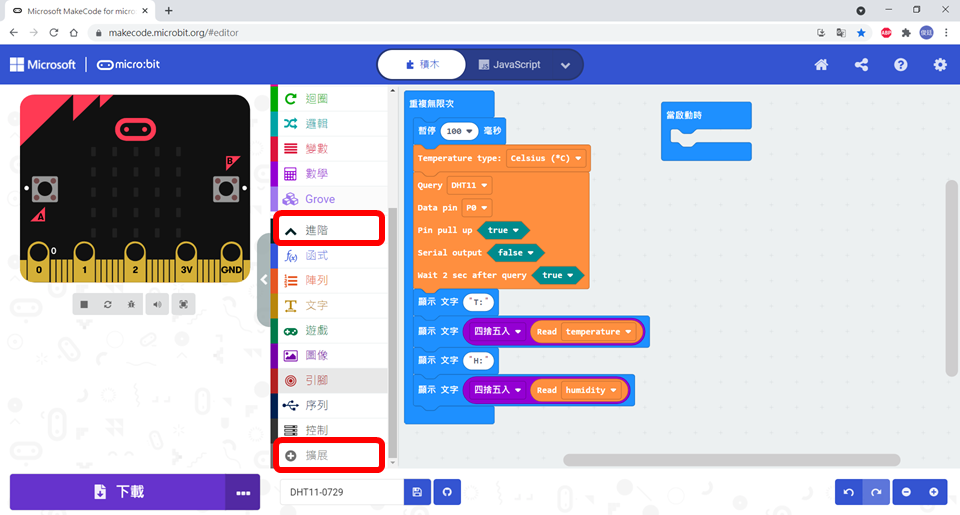 Microsoft MakeCode for micro:
makecode.microbit.org/#editor
ABP
俊廷
Microsoft
micro:bit
積木
JavaScript
B
A
0
0
1
2
3V
GND
迴圈
邏輯
變數
數學
Grove
進階
函式
陣列
文字
遊戲
圖像
引腳
序列
控制
擴展
重複無限次
暫停 100 毫秒
Temperature type: Celsius (ºC)
Query DHT11
Data pin P0
Pin pull up true
Serial output false
Wait 2 sec after query true
顯示 文字 "T:"
顯示 文字 四捨五入 Read temperature
顯示 文字 "H:"
顯示 文字 四捨五入 Read humidity
當啟動時
下載
DHT11-0729